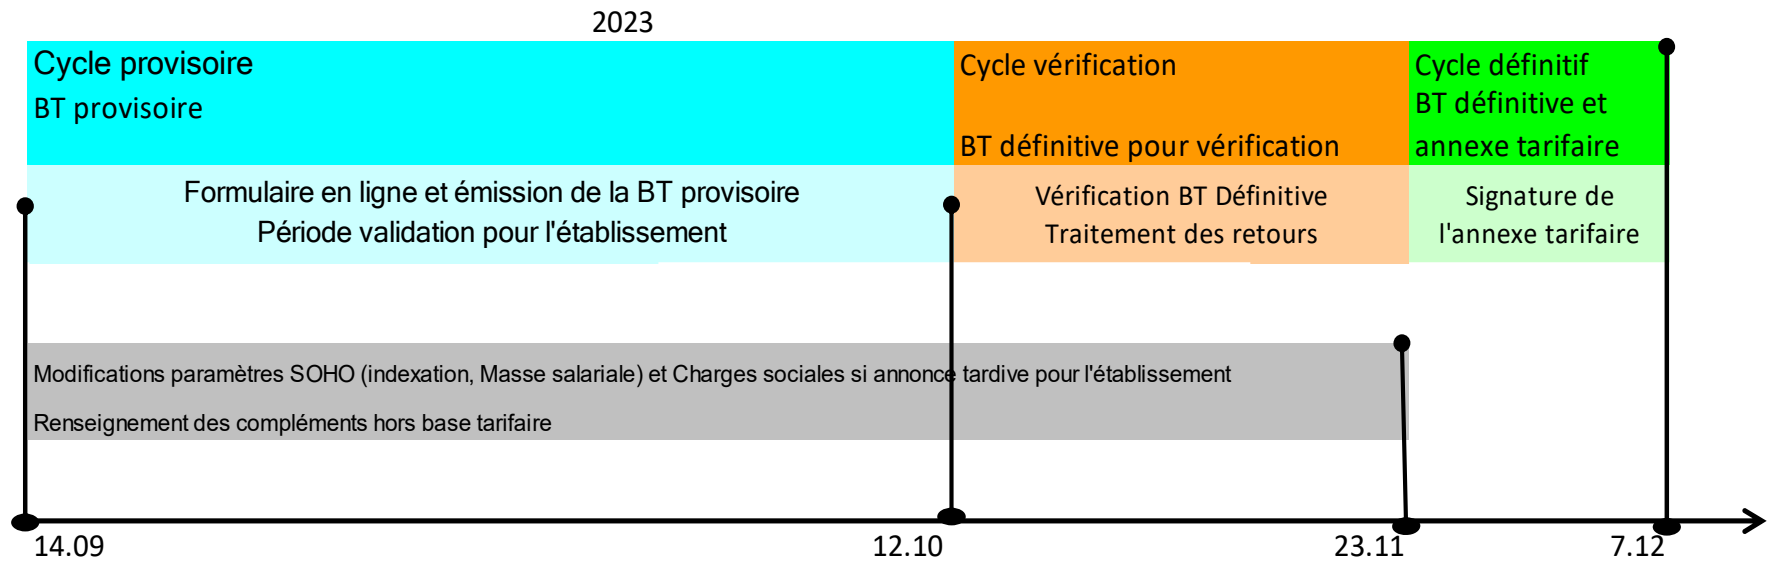 2023
Cycle provisoire
BT provisoire
Cycle vérification
BT définitive pour vérification
Cycle définitif
BT définitive et
annexe tarifaire
Formulaire en ligne et émission de la BT provisoire
Période validation pour l'établissement
Vérification BT Définitive
Traitement des retours
Signature de
l'annexe tarifaire
Modifications paramètres SOHO (indexation, Masse salariale) et Charges sociales si annonce tardive pour l'établissement
Renseignement des compléments hors base tarifaire
14.09
12.10
23.11
7.12